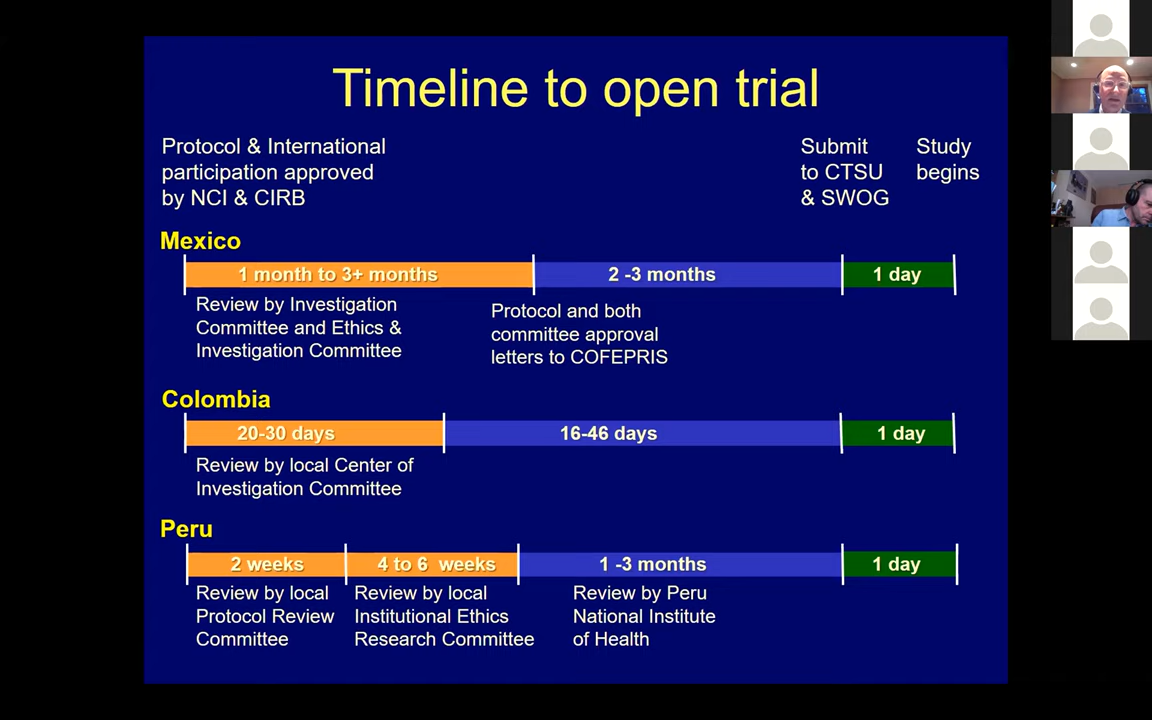 Timeline to open trial
Protocol & International
participation approved
by NCI & CIRB
Submit
to CTSU
& SWOG
Study
begins
Mexico
1 month to 3+ months
2 -3 months
1 day
Review by Investigation
Committee and Ethics &
Investigation Committee
Protocol and both
committee approval
letters to COFEPRIS
Colombia
20-30 days
16-46 days
1 day
Review by local Center of
Investigation Committee
Peru
2 weeks
4 to 6 weeks
1 -3 months
1 day
Review by local
Protocol Review
Committee
Review by local
Institutional Ethics
Research Committee
Review by Peru
National Institute
of Health